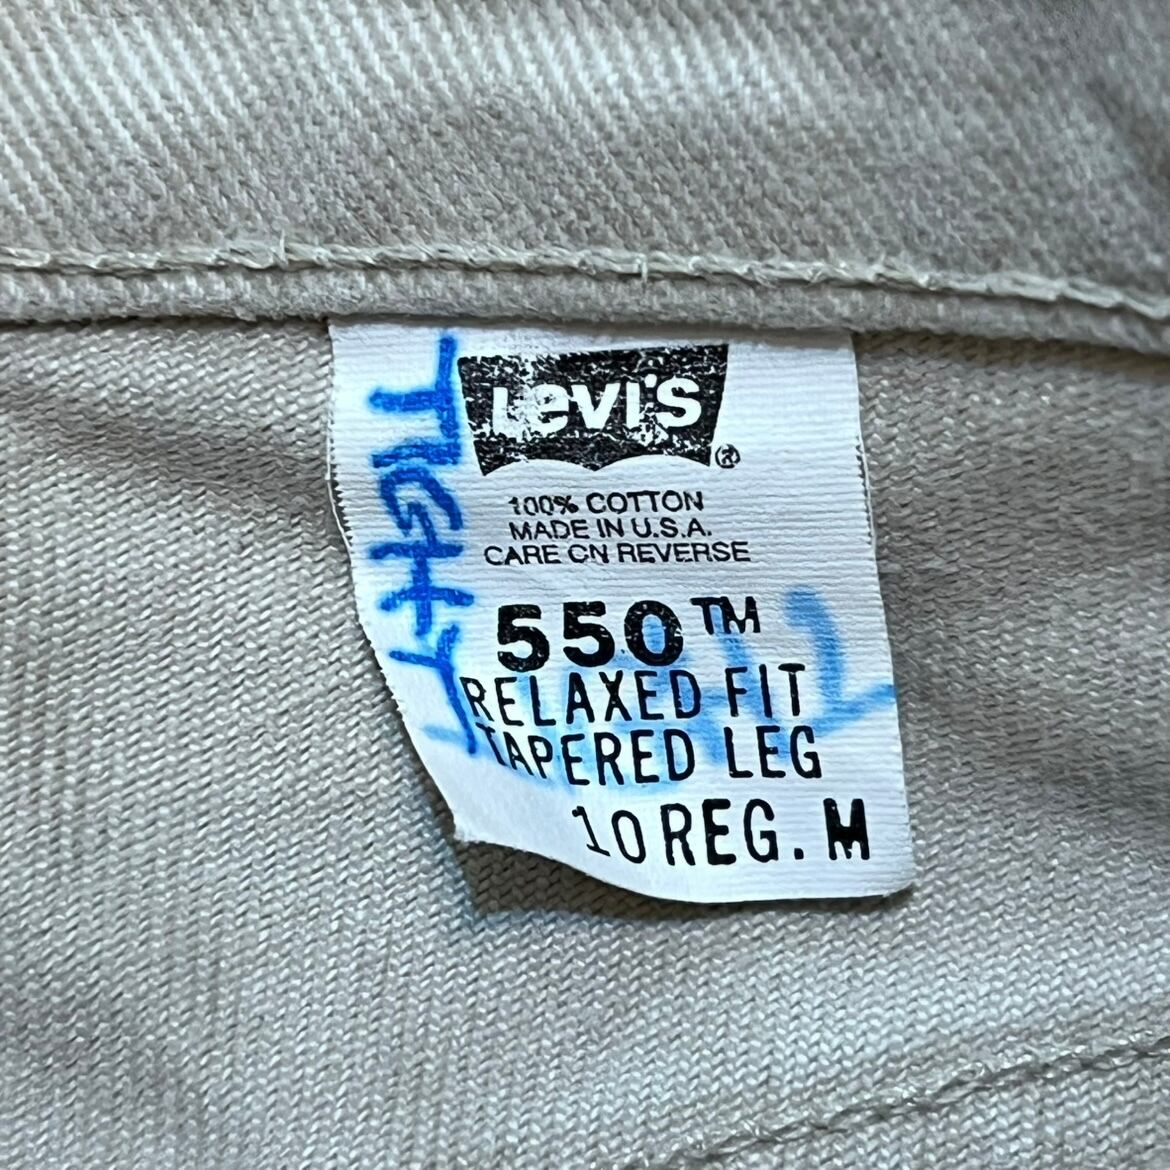 TIGHT
Levi's®
100% COTTON
MADE IN U.S.A.
CARE ON REVERSE
550™
RELAXED FIT
TAPERED LEG
10 REG. M